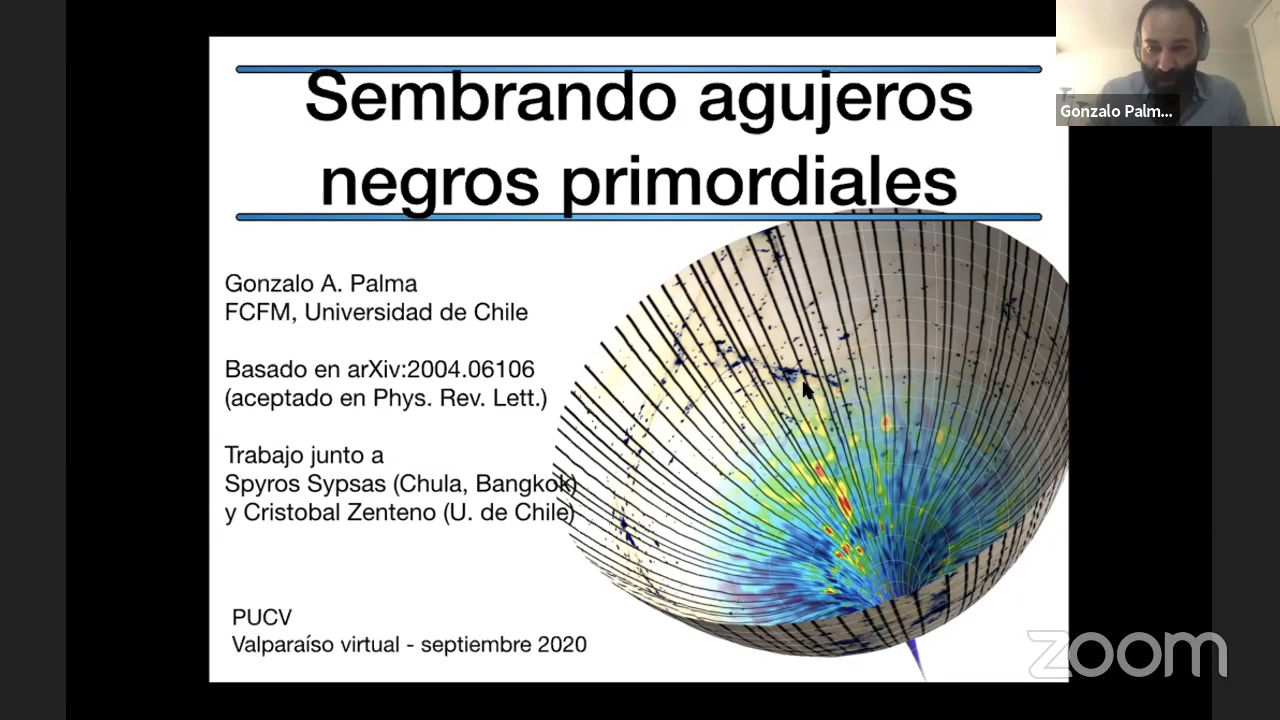 Sembrando agujeros
negros primordiales
Gonzalo Palm...
Gonzalo A. Palma
FCFM, Universidad de Chile
Basado en arXiv:2004.06106
(aceptado en Phys. Rev. Lett.)
Trabajo junto a
Spyros Sypsas (Chula, Bangkok)
y Cristobal Zenteno (U. de Chile)
PUCV
Valparaíso virtual - septiembre 2020
zoom